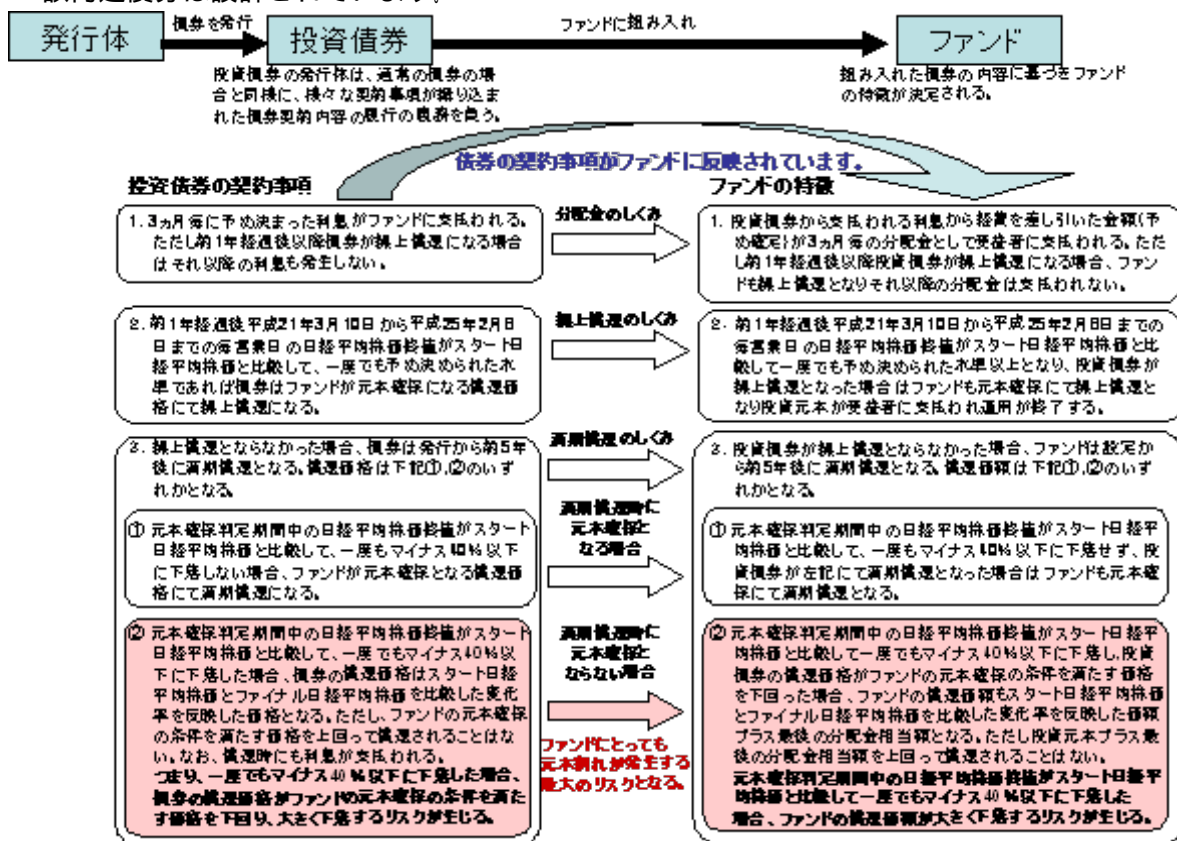 発行体
債券を発行
投資債券
ファンドに組み入れ
ファンド
投資債券の発行体は、通常の債券の場
合と同様に、様々な契約事項が織り込ま
れた債券契約内容の履行の義務を負う。
組み入れた債券の内容に基づきファンド
の特徴が決定される。
債券の契約事項がファンドに反映されています。
投資債券の契約事項
ファンドの特徴
1. 3ヵ月毎に予め決まった利息がファンドに支払われる。
ただし約1年経過後以降債券が繰上償還になる場合
はそれ以降の利息も発生しない。
分配金のしくみ
1. 投資債券から支払われる利息から経費を差し引いた金額(予
め確定)が3ヵ月毎の分配金として受益者に支払われる。ただ
し約1年経過後以降投資債券が繰上償還になる場合、ファン
ドも繰上償還となりそれ以降の分配金は支払われない。
2. 約1年経過後平成21年3月10日から平成25年2月8
日までの毎営業日の日経平均株価終値がスタート日
経平均株価と比較して、一度でも予め決められた水
準であれば債券はファンドが元本確保になる償還価
格にて繰上償還になる。
繰上償還のしくみ
2. 約1年経過後平成21年3月10日から平成25年2月8日までの
毎営業日の日経平均株価終値がスタート日経平均株価と比
較して一度でも予め決められた水準以上となり、投資債券が
繰上償還となった場合はファンドも元本確保にて繰上償還と
なり投資元本が受益者に支払われ運用が終了する。
3. 繰上償還とならなかった場合、債券は発行から約5年
後に満期償還となる。償還価格は下記①,②のいず
れかとなる。
満期償還のしくみ
3. 投資債券が繰上償還とならなかった場合、ファンドは設定か
ら約5年後に満期償還となる。償還価額は下記①,②のいず
れかとなる。
① 元本確保判定期間中の日経平均株価終値がスタート
日経平均株価と比較して、一度もマイナス40%以下
に下落しない場合、ファンドが元本確保となる償還価
格にて満期償還になる。
満期償還時に
元本確保と
なる場合
① 元本確保判定期間中の日経平均株価終値がスタート日経平
均株価と比較して、一度もマイナス40%以下に下落せず、投
資債券が左記にて満期償還となった場合はファンドも元本確
保にて満期償還となる。
② 元本確保判定期間中の日経平均株価終値がスタート
日経平均株価と比較して、一度でもマイナス40%以
下に下落した場合、債券の償還価格はスタート日経
平均株価とファイナル日経平均株価を比較した変化
率を反映した価格となる。ただし、ファンドの元本確保
の条件を満たす価格を上回って償還されることはな
い。なお、償還時にも利息が支払われる。
つまり、一度でもマイナス40%以下に下落した場合、
債券の償還価格がファンドの元本確保の条件を満た
す価格を下回り、大きく下落するリスクが生じる。
満期償還時に
元本確保と
ならない場合
ファンドにとっても
元本割れが発生する
最大のリスクとなる。
② 元本確保判定期間中の日経平均株価終値がスタート日経平
均株価と比較して一度でもマイナス40%以下に下落し、投資
債券の償還価格がファンドの元本確保の条件を満たす価格
を下回った場合、ファンドの償還価額もスタート日経平均株価
とファイナル日経平均株価を比較した変化率を反映した価額
プラス最後の分配金相当額となる。ただし投資元本プラス最
後の分配金相当額を上回って償還されることはない。
元本確保判定期間中の日経平均株価終値がスタート日経平
均株価と比較して一度でもマイナス40%以下に下落した
場合、ファンドの償還価額が大きく下落するリスクが生じる。